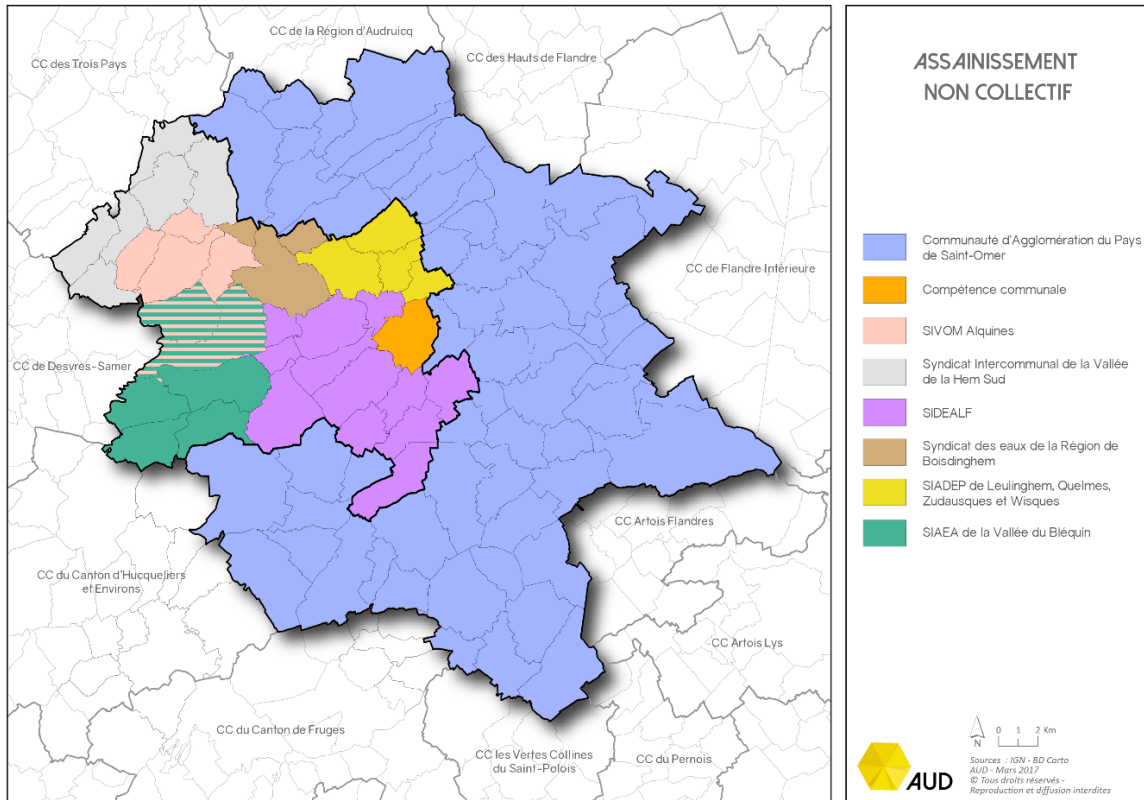 CC de la Région d'Audruicq
CC des Trois Pays
CC des Hauts de Flandre
CC de Flandre Intérieure
CC de Desvres-Samer
CC Artois Flandres
CC du Canton d'Hucqueliers
et Environs
CC Artois Lys
CC du Canton de Fruges
CC les Vertes Collines
du Saint-Polois
CC du Pernois
ASSAINISSEMENT
NON COLLECTIF
Communauté d'Agglomération du Pays
de Saint-Omer
Compétence communale
SIVOM Alquines
Syndicat Intercommunal de la Vallée
de la Hem Sud
SIDEALF
Syndicat des eaux de la Région de
Boisdinghem
SIADEP de Leulinghem, Quelmes,
Zudausques et Wisques
SIAEA de la Vallée du Bléquin
N
0 1 2 Km
AUD
Sources : IGN - BD Carto
AUD - Mars 2017
© Tous droits réservés -
Reproduction et diffusion interdites